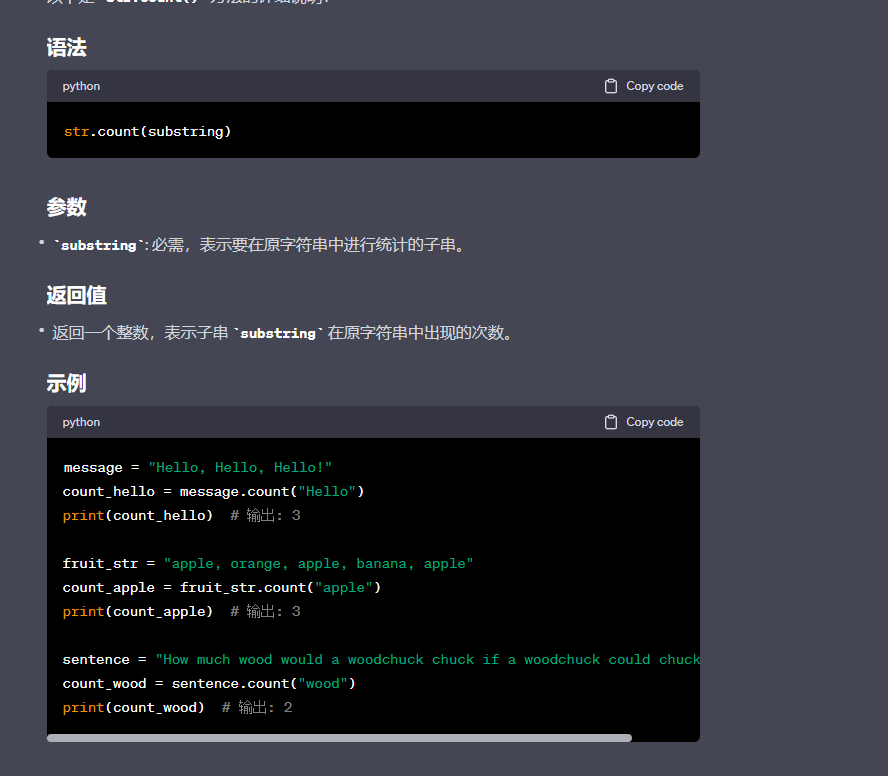 语法
python
Copy code
str.count(substring)
参数
• `substring`: 必需，表示要在原字符串中进行统计的子串。
返回值
• 返回一个整数，表示子串 `substring` 在原字符串中出现的次数。
示例
python
Copy code
message = "Hello, Hello, Hello!"
count_hello = message.count("Hello")
print(count_hello)  # 输出: 3
fruit_str = "apple, orange, apple, banana, apple"
count_apple = fruit_str.count("apple")
print(count_apple)  # 输出: 3
sentence = "How much wood would a woodchuck chuck if a woodchuck could chuck
count_wood = sentence.count("wood")
print(count_wood)  # 输出: 2